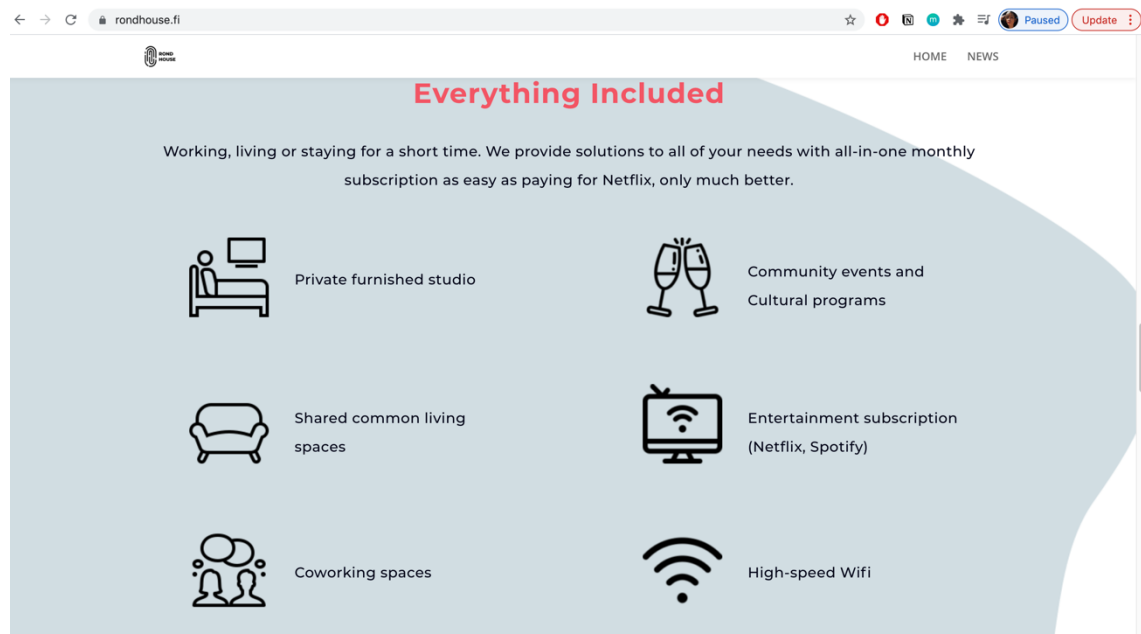 rondhouse.fi
Paused
Update
ROND
HOUSE
HOME
NEWS
Everything Included
Working, living or staying for a short time. We provide solutions to all of your needs with all-in-one monthly
subscription as easy as paying for Netflix, only much better.
Private furnished studio
Community events and
Cultural programs
Shared common living
spaces
Entertainment subscription
(Netflix, Spotify)
Coworking spaces
High-speed Wifi